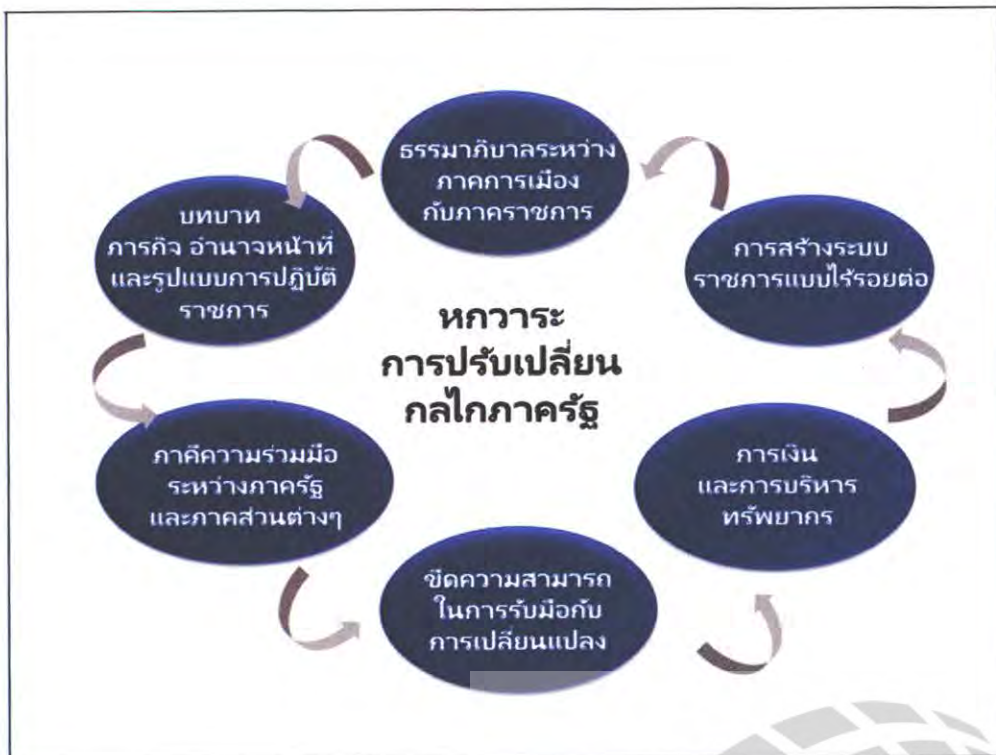 ธรรมาภิบาลระหว่าง
ภาคการเมือง
กับภาคราชการ
บทบาท
ภารกิจ อำนาจหน้าที่
และรูปแบบการปฏิบัติ
ราชการ
การสร้างระบบ
ราชการแบบไร้รอยต่อ
หกวาระ
การปรับเปลี่ยน
กลไกภาครัฐ
ภาคีความร่วมมือ
ระหว่างภาครัฐ
และภาคส่วนต่างๆ
การเงิน
และการบริหาร
ทรัพยากร
ขีดความสามารถ
ในการรับมือกับ
การเปลี่ยนแปลง